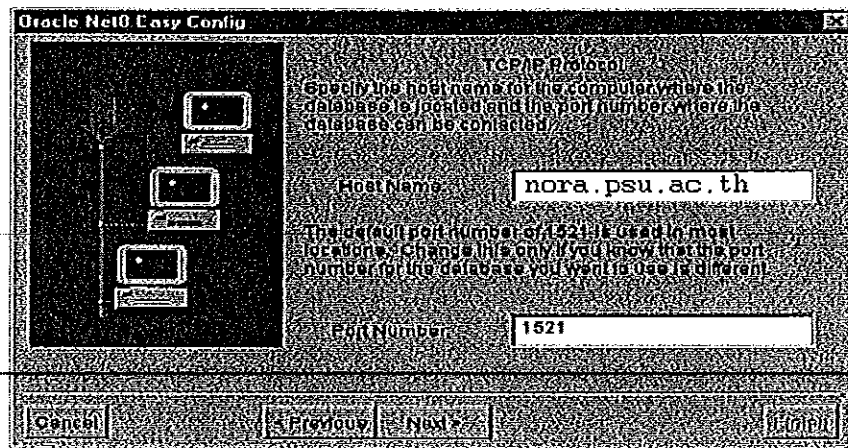 Oracle Net8 Easy Config
TCP/IP Protocol
Specify the host name for the computer where the
database is located and the port number where the
database can be contacted.
Host Name:
nora.psu.ac.th
The default port number of 1521 is used in most
locations. Change this only if you know that the port
number for the database you want to use is different.
Port Number:
1521
Cancel
< Previous
Next >
Finish